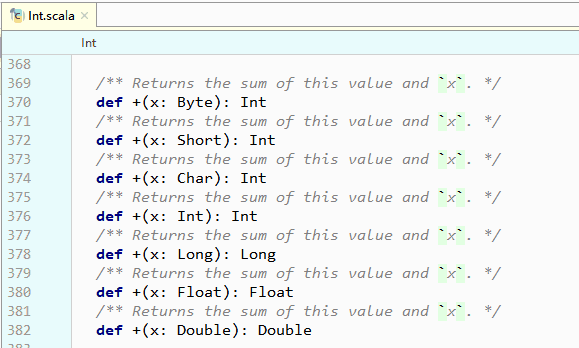 Int.scala
Int
368
369 /** Returns the sum of this value and `x`. */
370 def +(x: Byte): Int
371 /** Returns the sum of this value and `x`. */
372 def +(x: Short): Int
373 /** Returns the sum of this value and `x`. */
374 def +(x: Char): Int
375 /** Returns the sum of this value and `x`. */
376 def +(x: Int): Int
377 /** Returns the sum of this value and `x`. */
378 def +(x: Long): Long
379 /** Returns the sum of this value and `x`. */
380 def +(x: Float): Float
381 /** Returns the sum of this value and `x`. */
382 def +(x: Double): Double